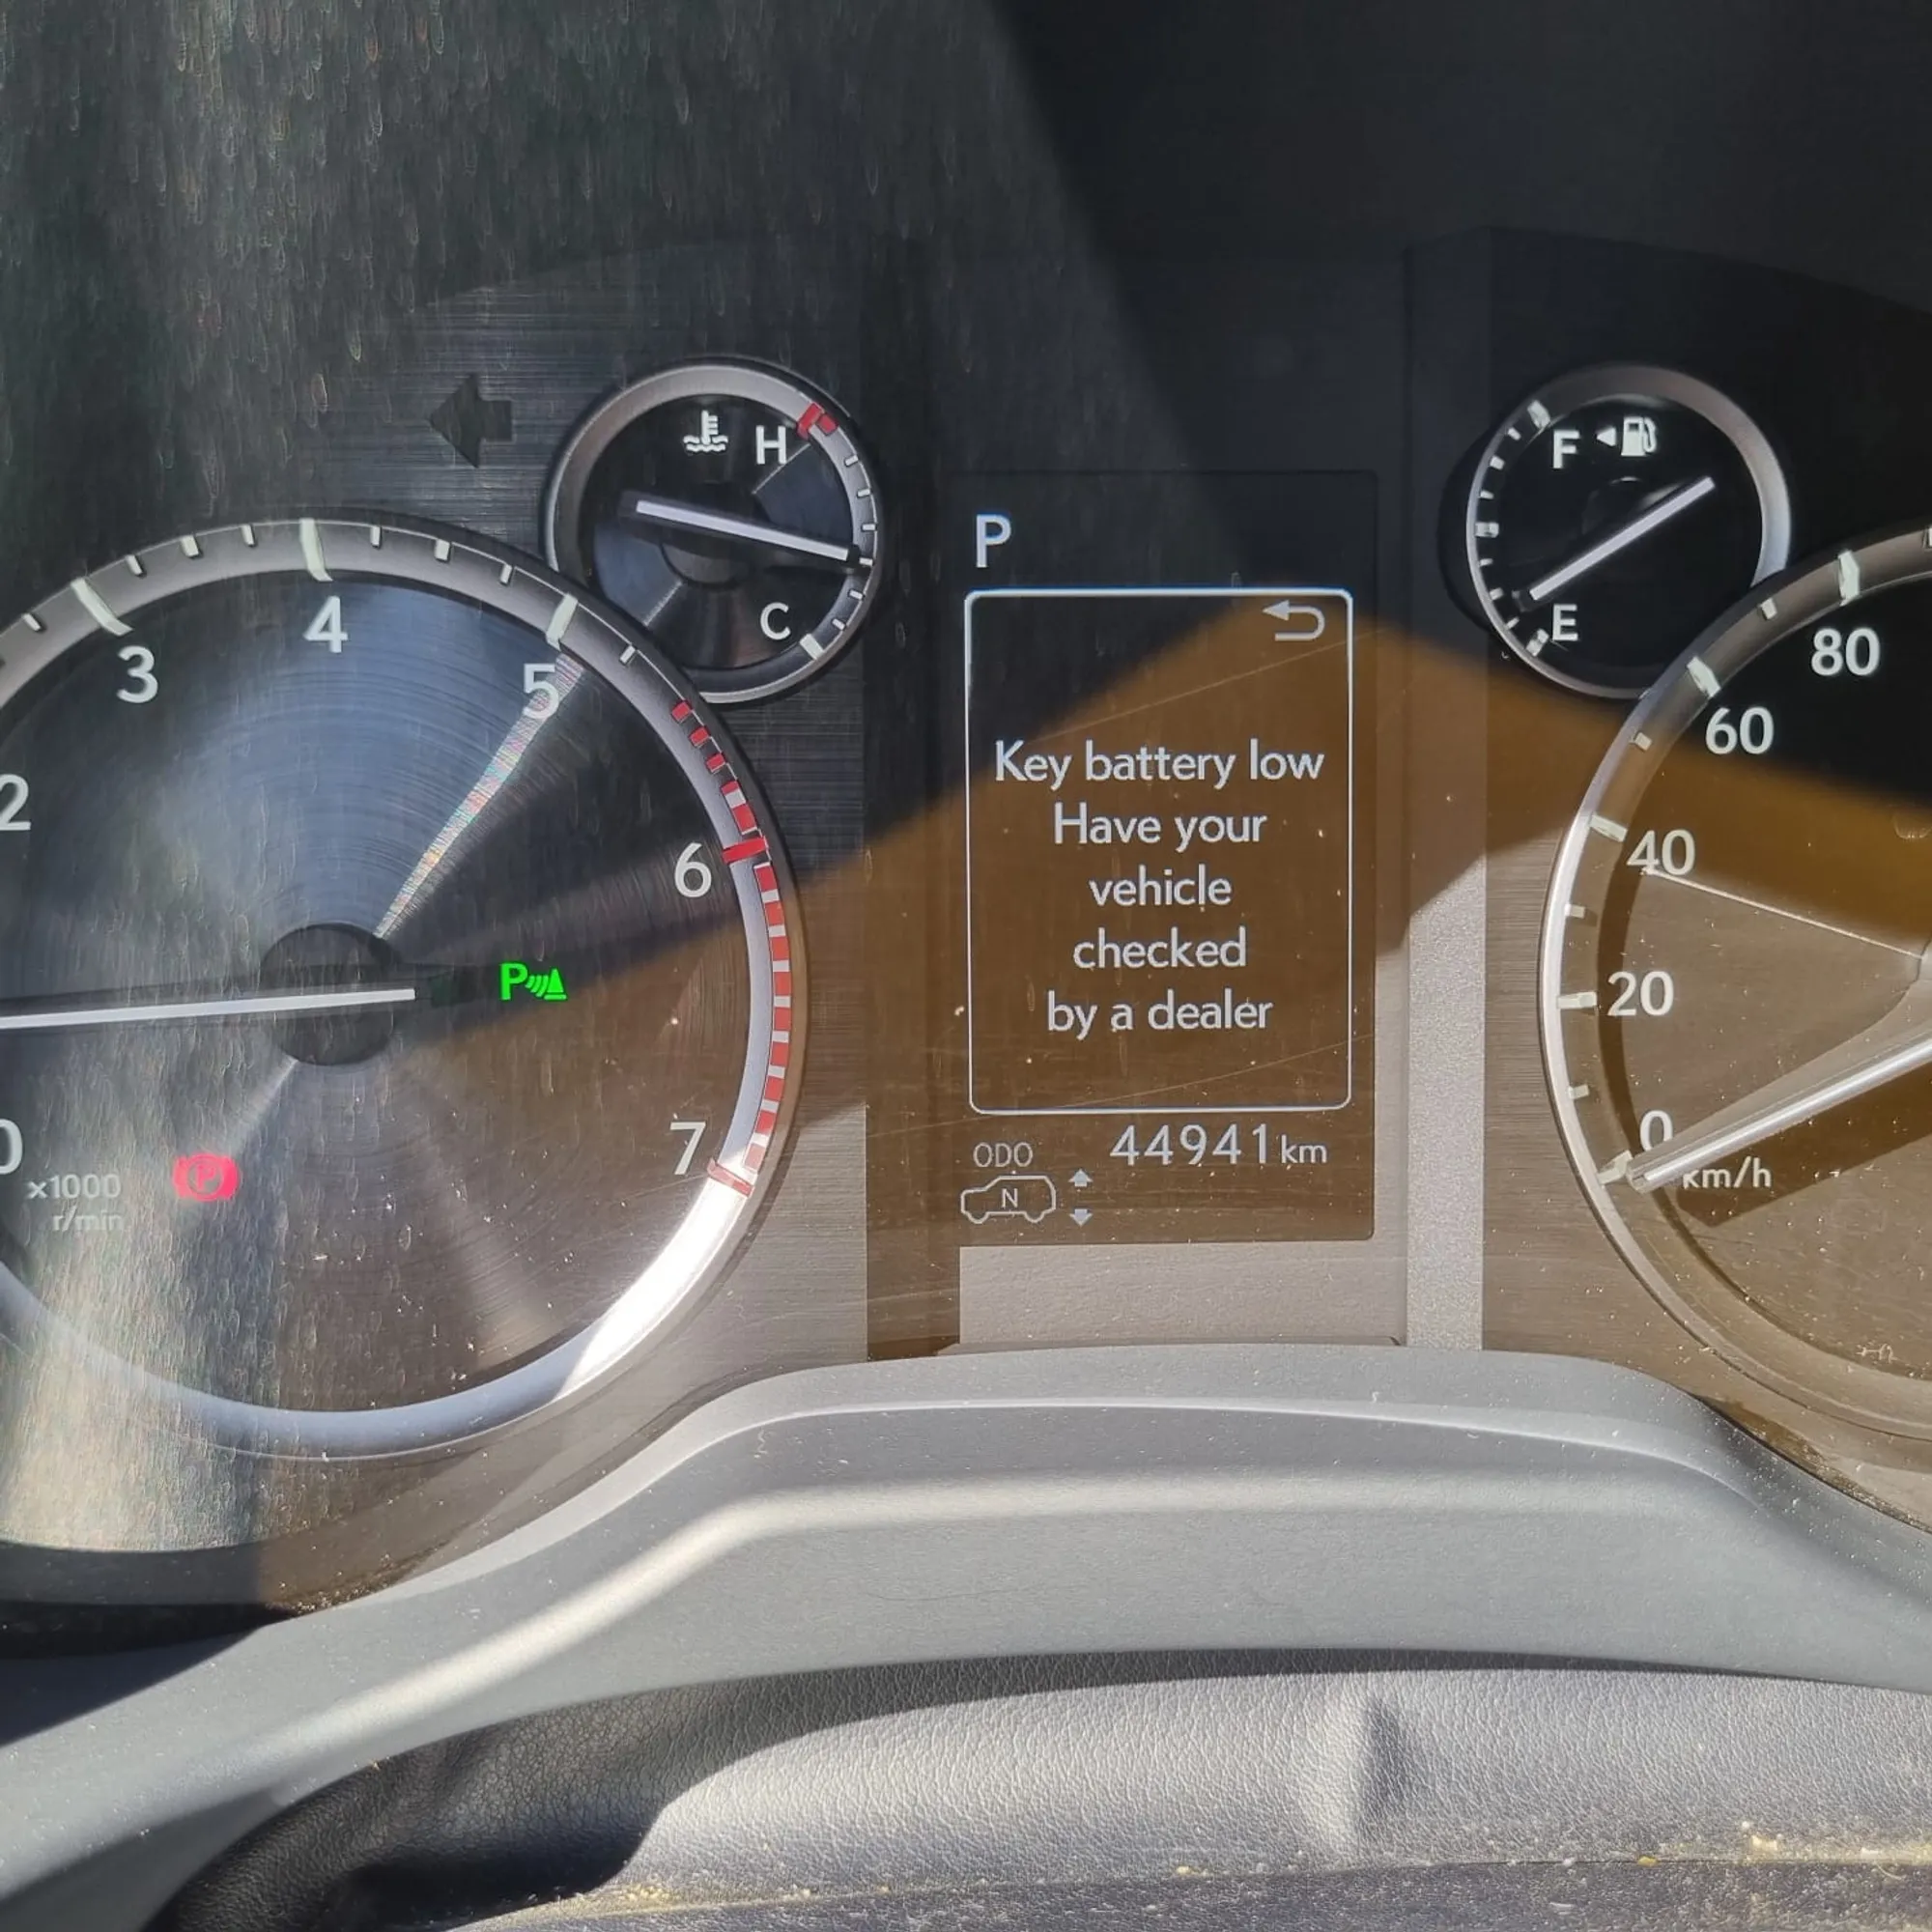 H
C
F
E
P
Key battery low
Have your
vehicle
checked
by a dealer
ODO 44941 km
N
0
2
3
4
5
6
7
x1000
r/min
P
P
0
20
40
60
80
km/h